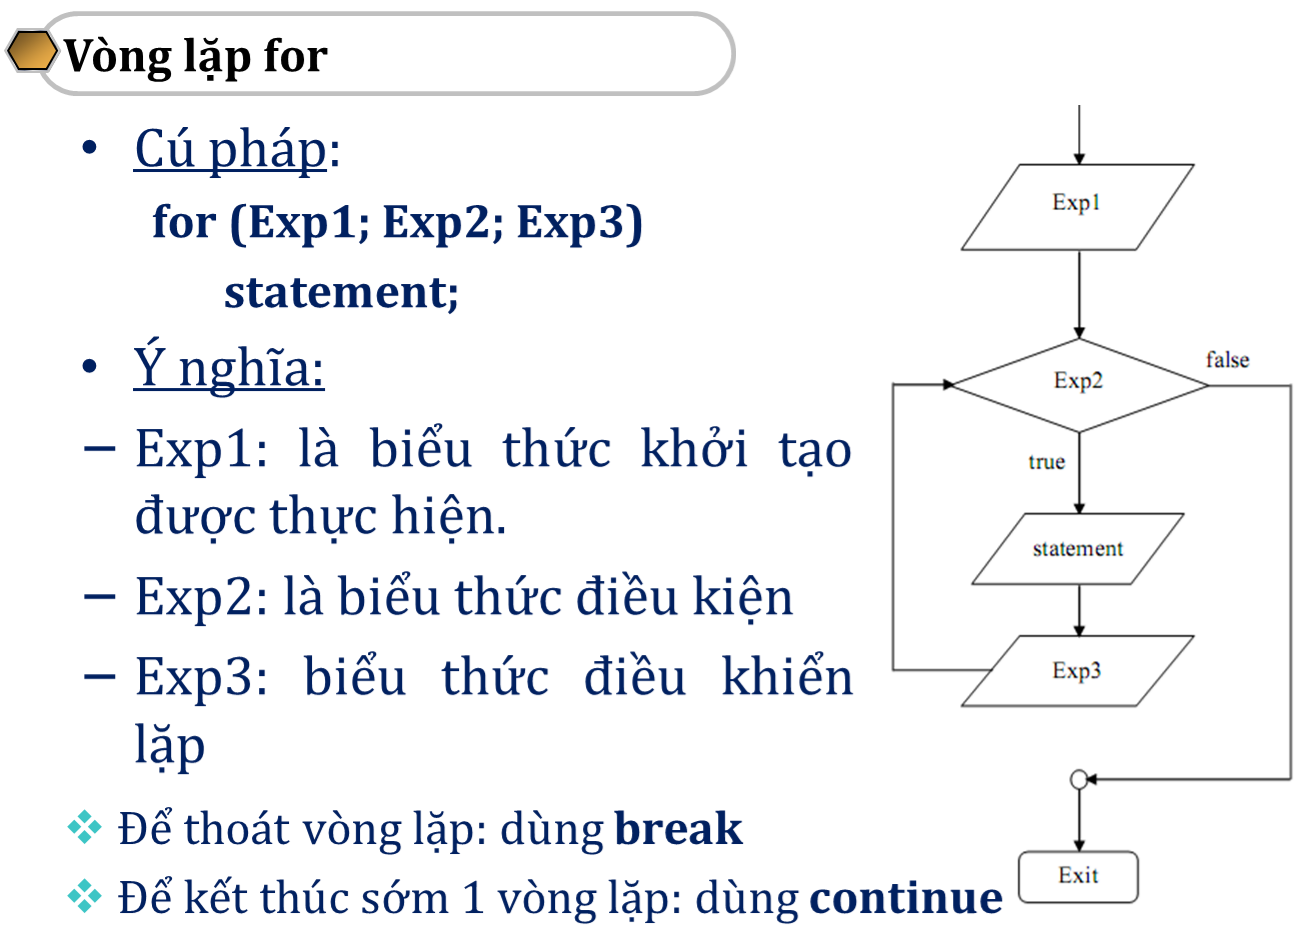 Vòng lặp for
• Cú pháp:
for (Exp1; Exp2; Exp3)
statement;
• Ý nghĩa:
– Exp1: là biểu thức khởi tạo
được thực hiện.
– Exp2: là biểu thức điều kiện
– Exp3: biểu thức điều khiển
lặp
❖ Để thoát vòng lặp: dùng break
❖ Để kết thúc sớm 1 vòng lặp: dùng continue
Exp1
Exp2
false
true
statement
Exp3
Exit